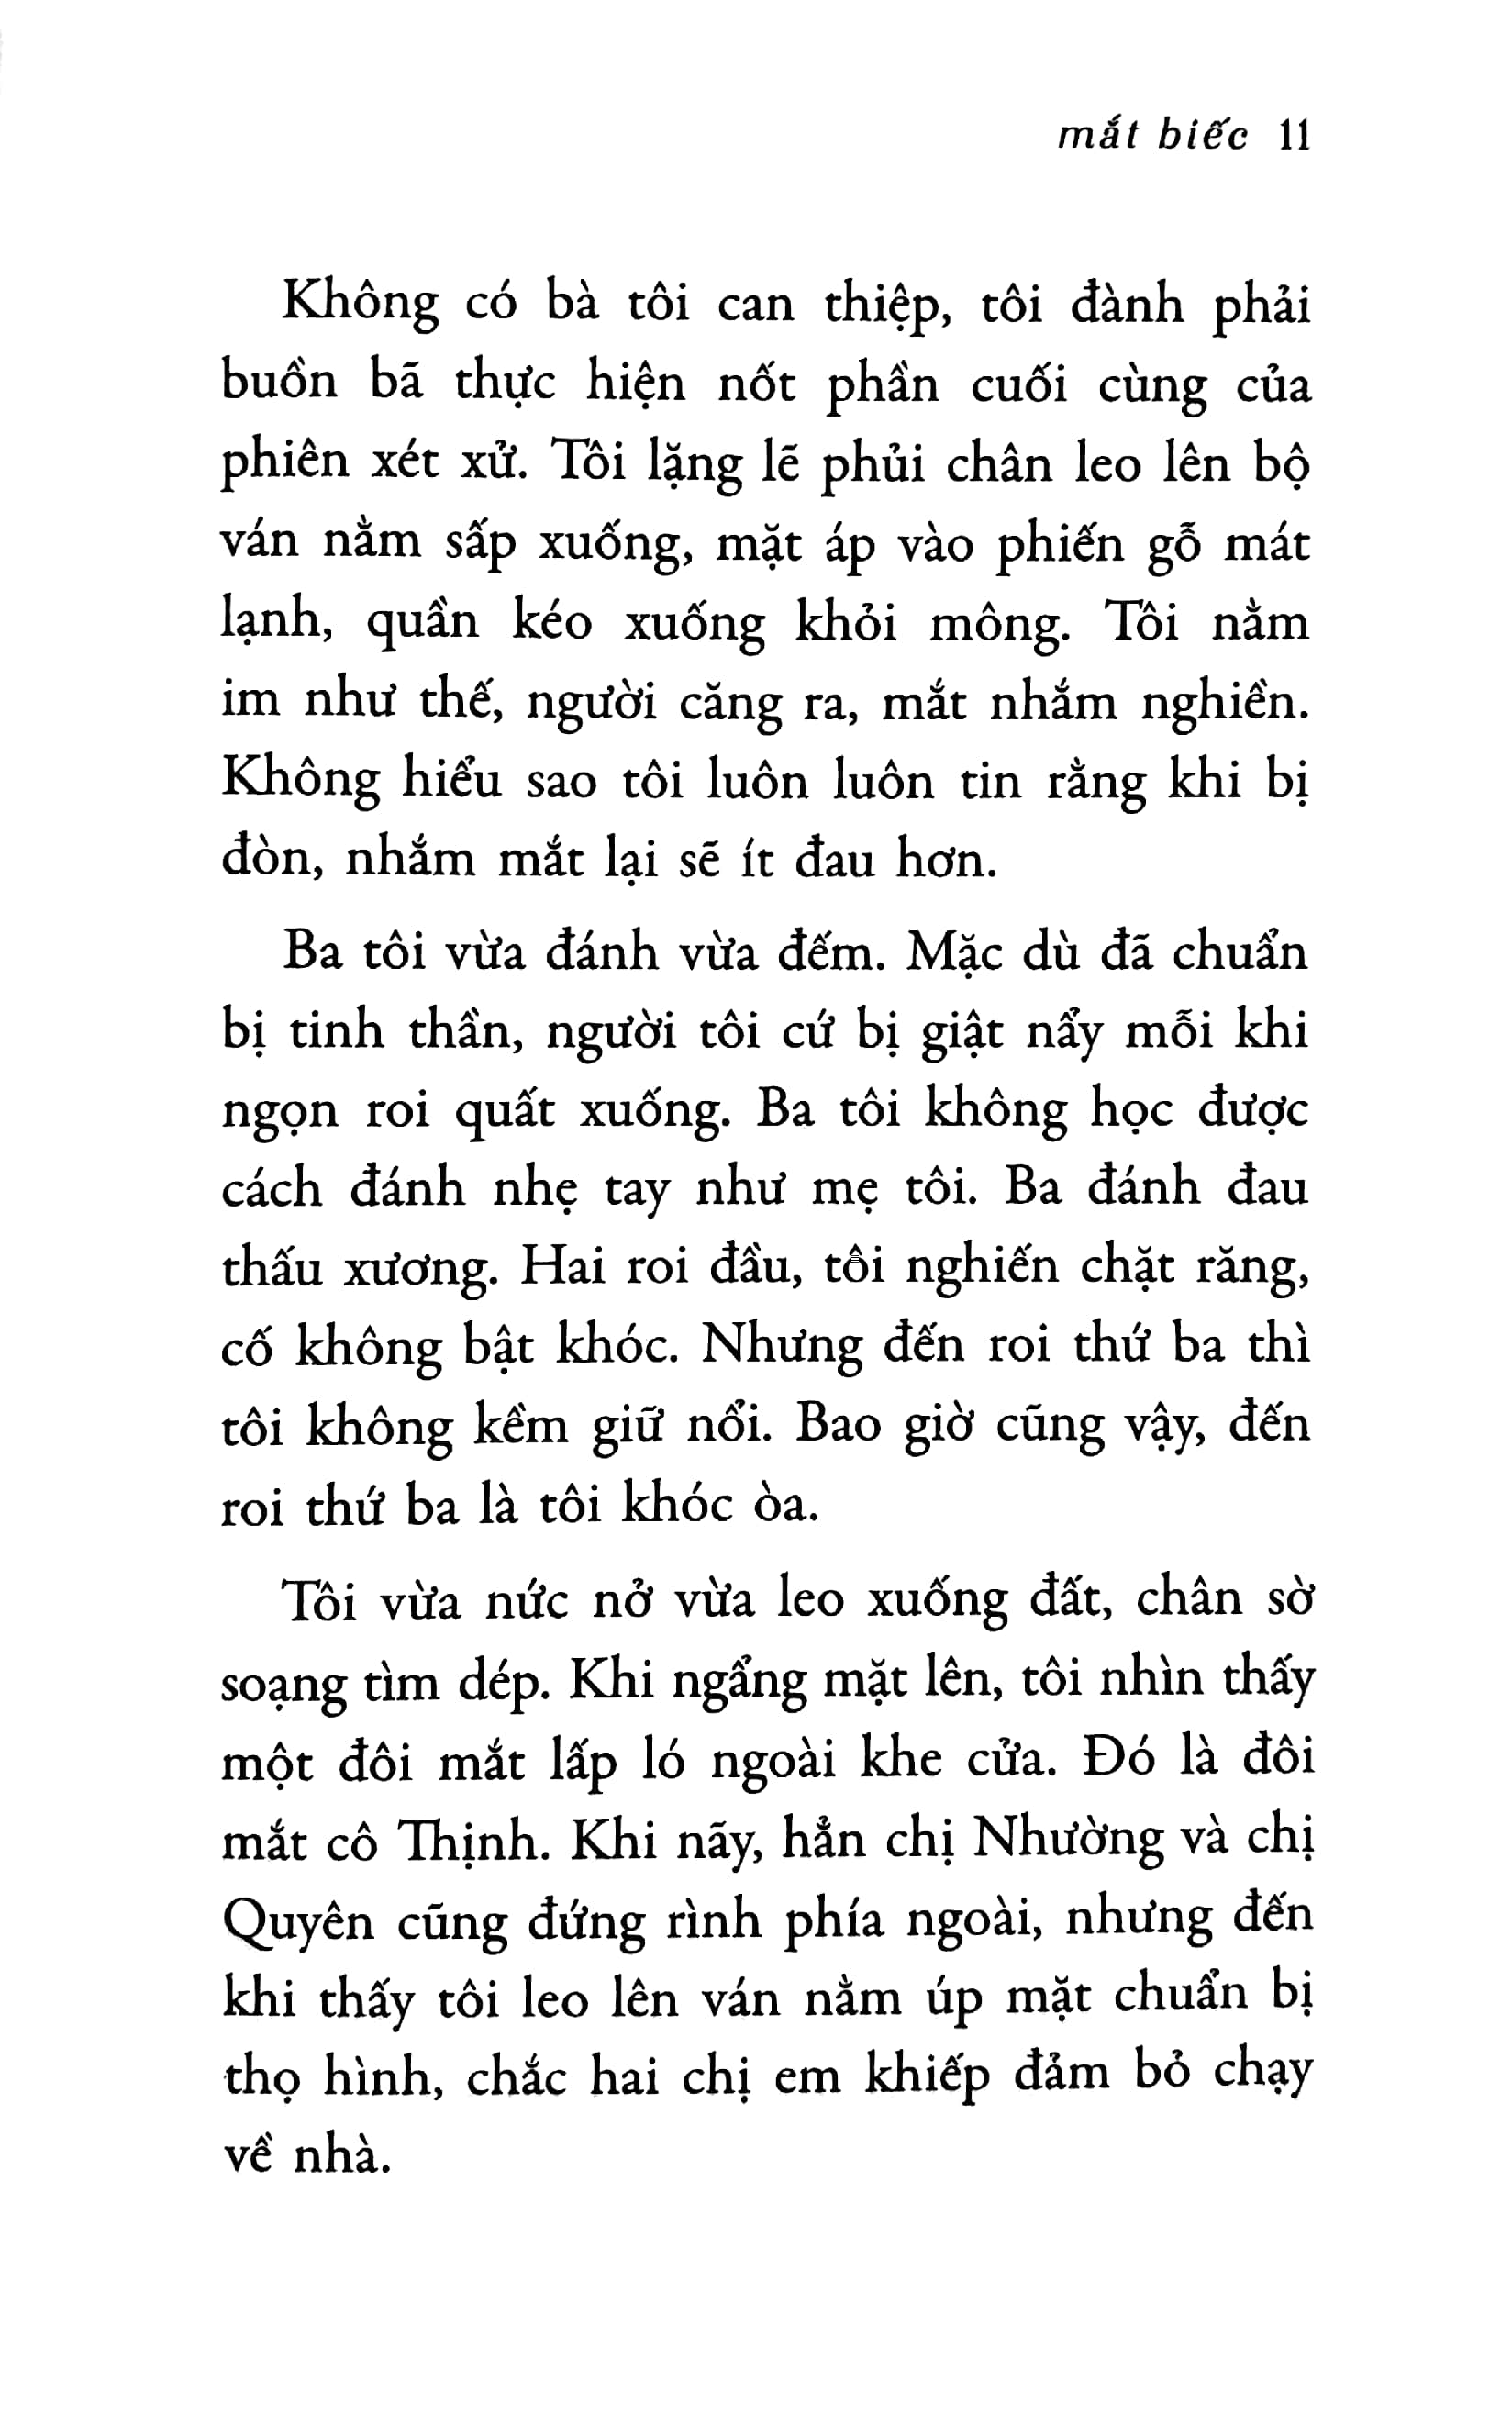 mắt biếc 11
Không có bà tôi can thiệp, tôi đành phải
buồn bã thực hiện nốt phần cuối cùng của
phiên xét xử. Tôi lặng lẽ phủi chân leo lên bộ
ván nằm sấp xuống, mặt áp vào phiến gỗ mát
lạnh, quần kéo xuống khỏi mông. Tôi nằm
im như thế, người căng ra, mắt nhắm nghiền.
Không hiểu sao tôi luôn luôn tin rằng khi bị
đòn, nhắm mắt lại sẽ ít đau hơn.
Ba tôi vừa đánh vừa đếm. Mặc dù đã chuẩn
bị tinh thần, người tôi cứ bị giật nẩy mỗi khi
ngọn roi quất xuống. Ba tôi không học được
cách đánh nhẹ tay như mẹ tôi. Ba đánh đau
thấu xương. Hai roi đầu, tôi nghiến chặt răng,
cố không bật khóc. Nhưng đến roi thứ ba thì
tôi không kềm giữ nổi. Bao giờ cũng vậy, đến
roi thứ ba là tôi khóc òa.
Tôi vừa nức nở vừa leo xuống đất, chân sờ
soạng tìm dép. Khi ngẩng mặt lên, tôi nhìn thấy
một đôi mắt lấp ló ngoài khe cửa. Đó là đôi
mắt cô Thịnh. Khi nãy, hẳn chị Nhường và chị
Quyên cũng đứng rình phía ngoài, nhưng đến
khi thấy tôi leo lên ván nằm úp mặt chuẩn bị
thọ hình, chắc hai chị em khiếp đảm bỏ chạy
về nhà.